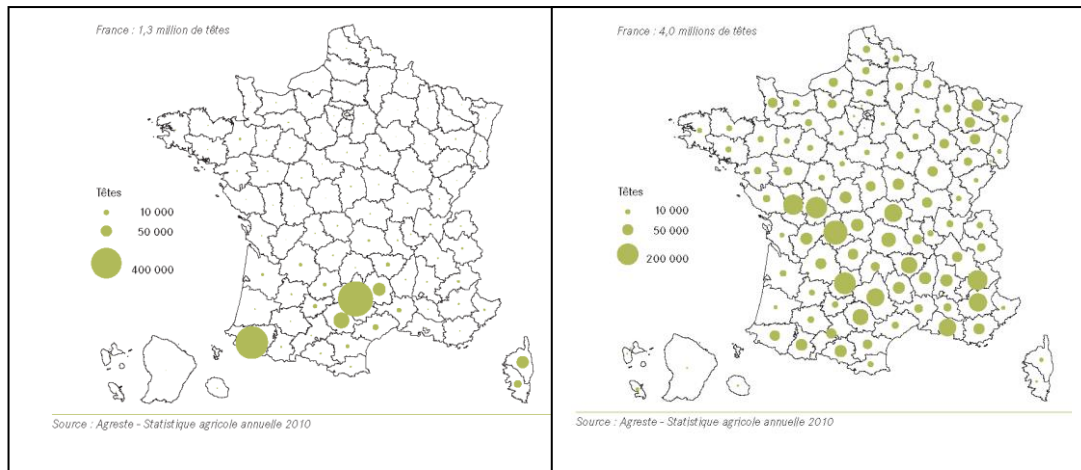 France : 1,3 million de têtes
Têtes
10 000
50 000
400 000
Source : Agreste - Statistique agricole annuelle 2010
France : 4,0 millions de têtes
Têtes
10 000
50 000
200 000
Source : Agreste - Statistique agricole annuelle 2010